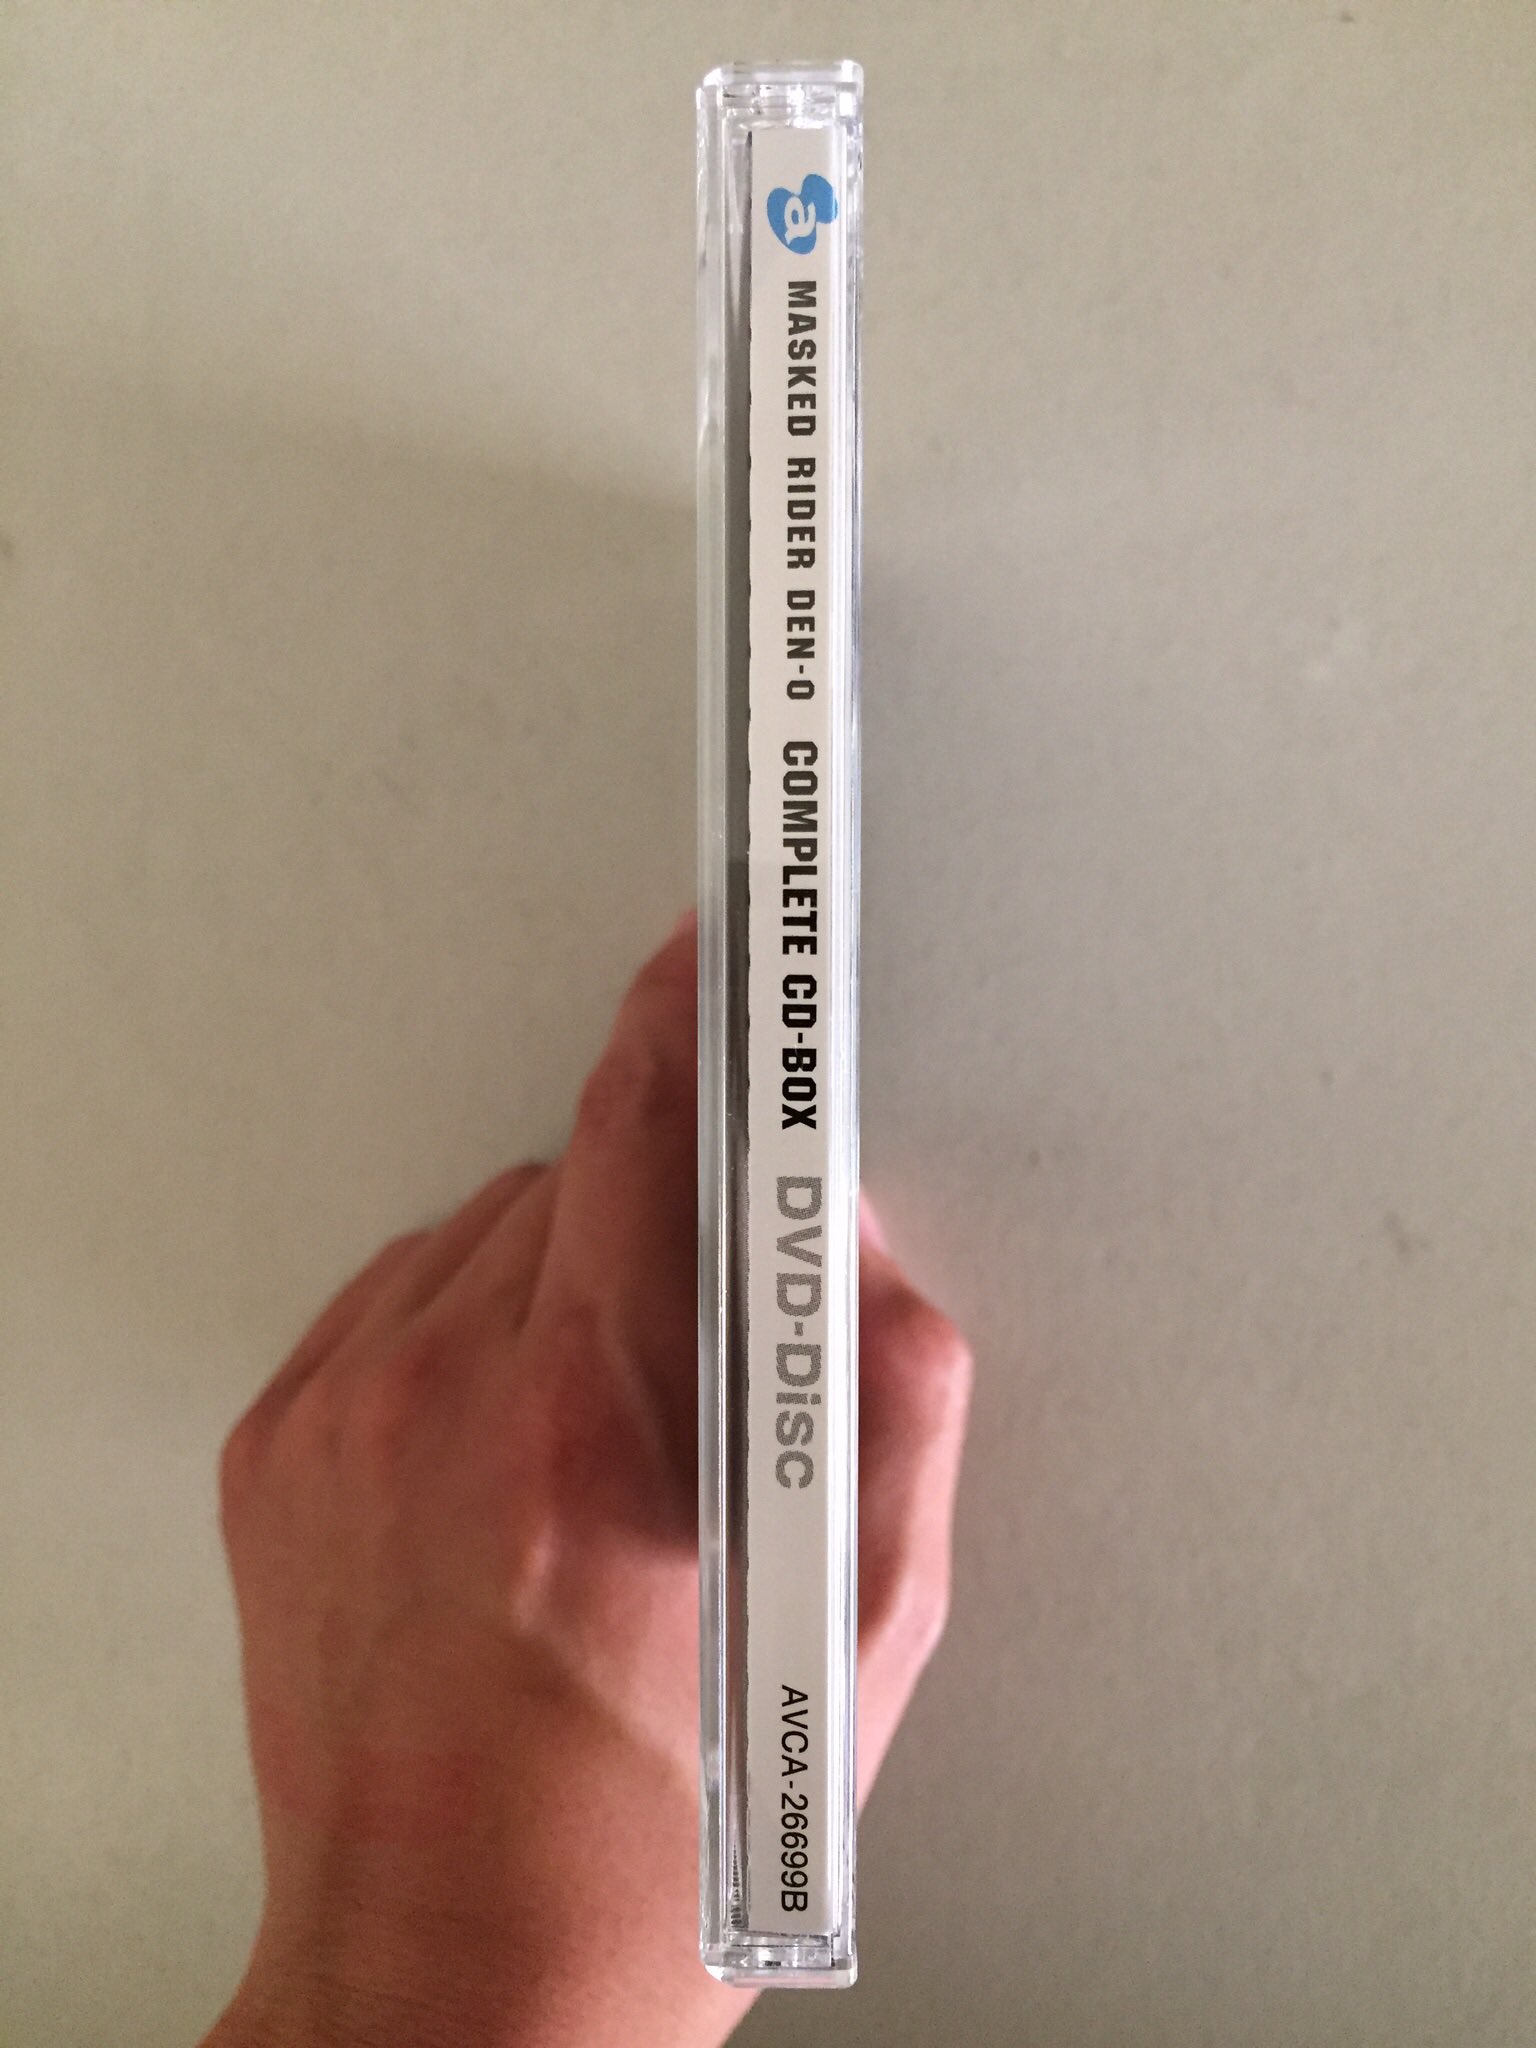 a MASKED RIDER DEN-O COMPLETE CD-BOX DVD-Disc AVCA-26699B